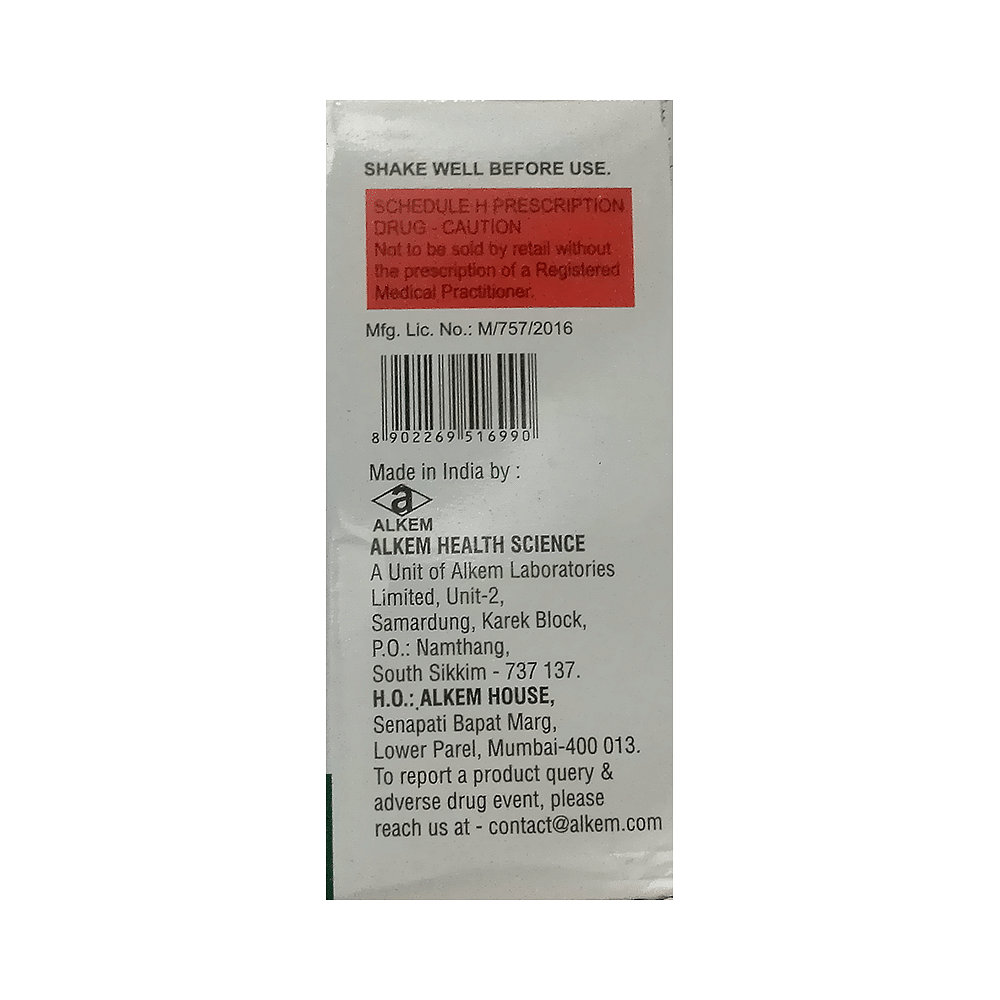 SHAKE WELL BEFORE USE.
SCHEDULE H PRESCRIPTION
DRUG - CAUTION
Not to be sold by retail without
the prescription of a Registered
Medical Practitioner.
Mfg. Lic. No.: M/757/2016
8 902269 516990
Made in India by :
a
ALKEM
ALKEM HEALTH SCIENCE
A Unit of Alkem Laboratories
Limited, Unit-2,
Samardung, Karek Block,
P.O.: Namthang,
South Sikkim - 737 137.
H.O.: ALKEM HOUSE,
Senapati Bapat Marg,
Lower Parel, Mumbai-400 013.
To report a product query &
adverse drug event, please
reach us at - contact@alkem.com